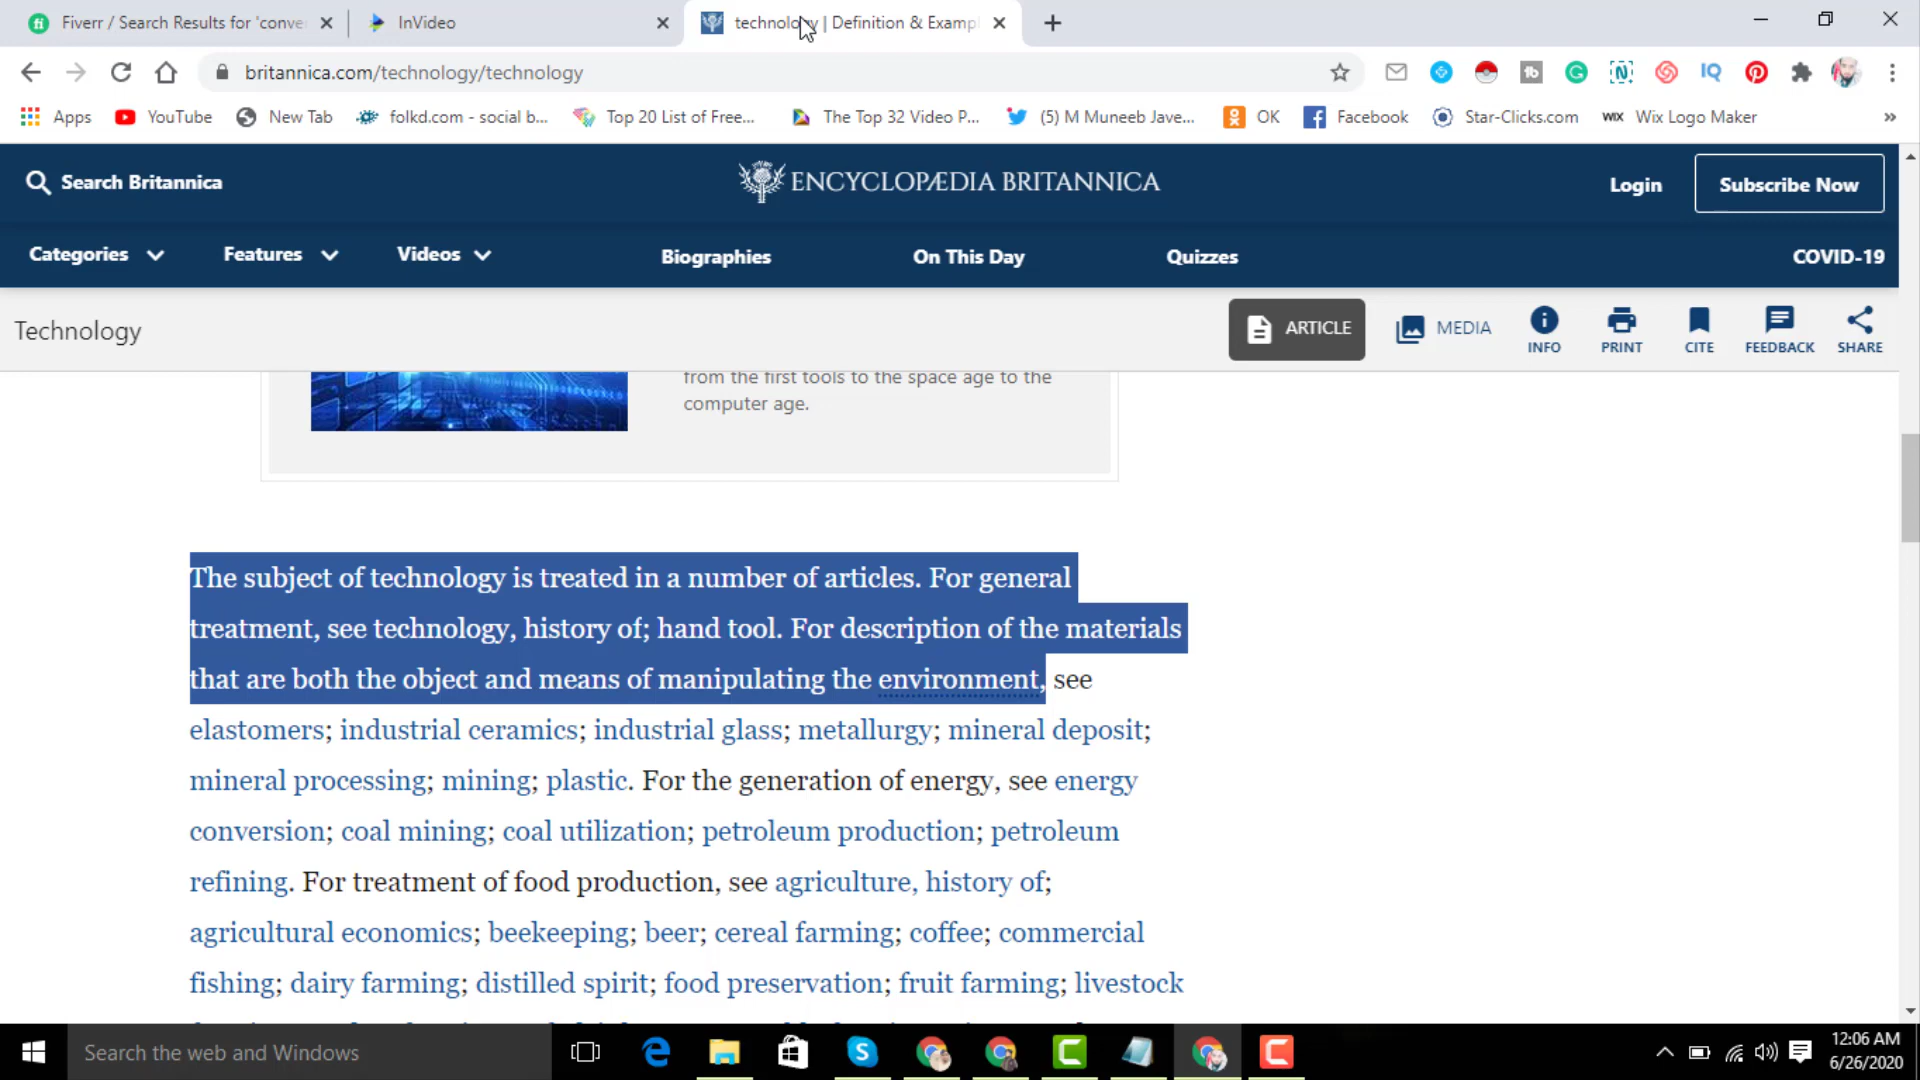 Fiverr / Search Results for 'conver
InVideo
technology | Definition & Examp
britannica.com/technology/technology
Apps
YouTube
New Tab
folkd.com - social b...
Top 20 List of Free...
The Top 32 Video P...
(5) M Muneeb Jave...
OK
Facebook
Star-Clicks.com
WIX Wix Logo Maker
»
Search Britannica
ENCYCLOPÆDIA BRITANNICA
Login
Subscribe Now
Categories
Features
Videos
Biographies
On This Day
Quizzes
COVID-19
Technology
ARTICLE
MEDIA
INFO
PRINT
CITE
FEEDBACK
SHARE
from the first tools to the space age to the
computer age.
The subject of technology is treated in a number of articles. For general
treatment, see technology, history of; hand tool. For description of the materials
that are both the object and means of manipulating the environment, see
elastomers; industrial ceramics; industrial glass; metallurgy; mineral deposit;
mineral processing; mining; plastic. For the generation of energy, see energy
conversion; coal mining; coal utilization; petroleum production; petroleum
refining. For treatment of food production, see agriculture, history of;
agricultural economics; beekeeping; beer; cereal farming; coffee; commercial
fishing; dairy farming; distilled spirit; food preservation; fruit farming; livestock
Search the web and Windows
12:06 AM
6/26/2020